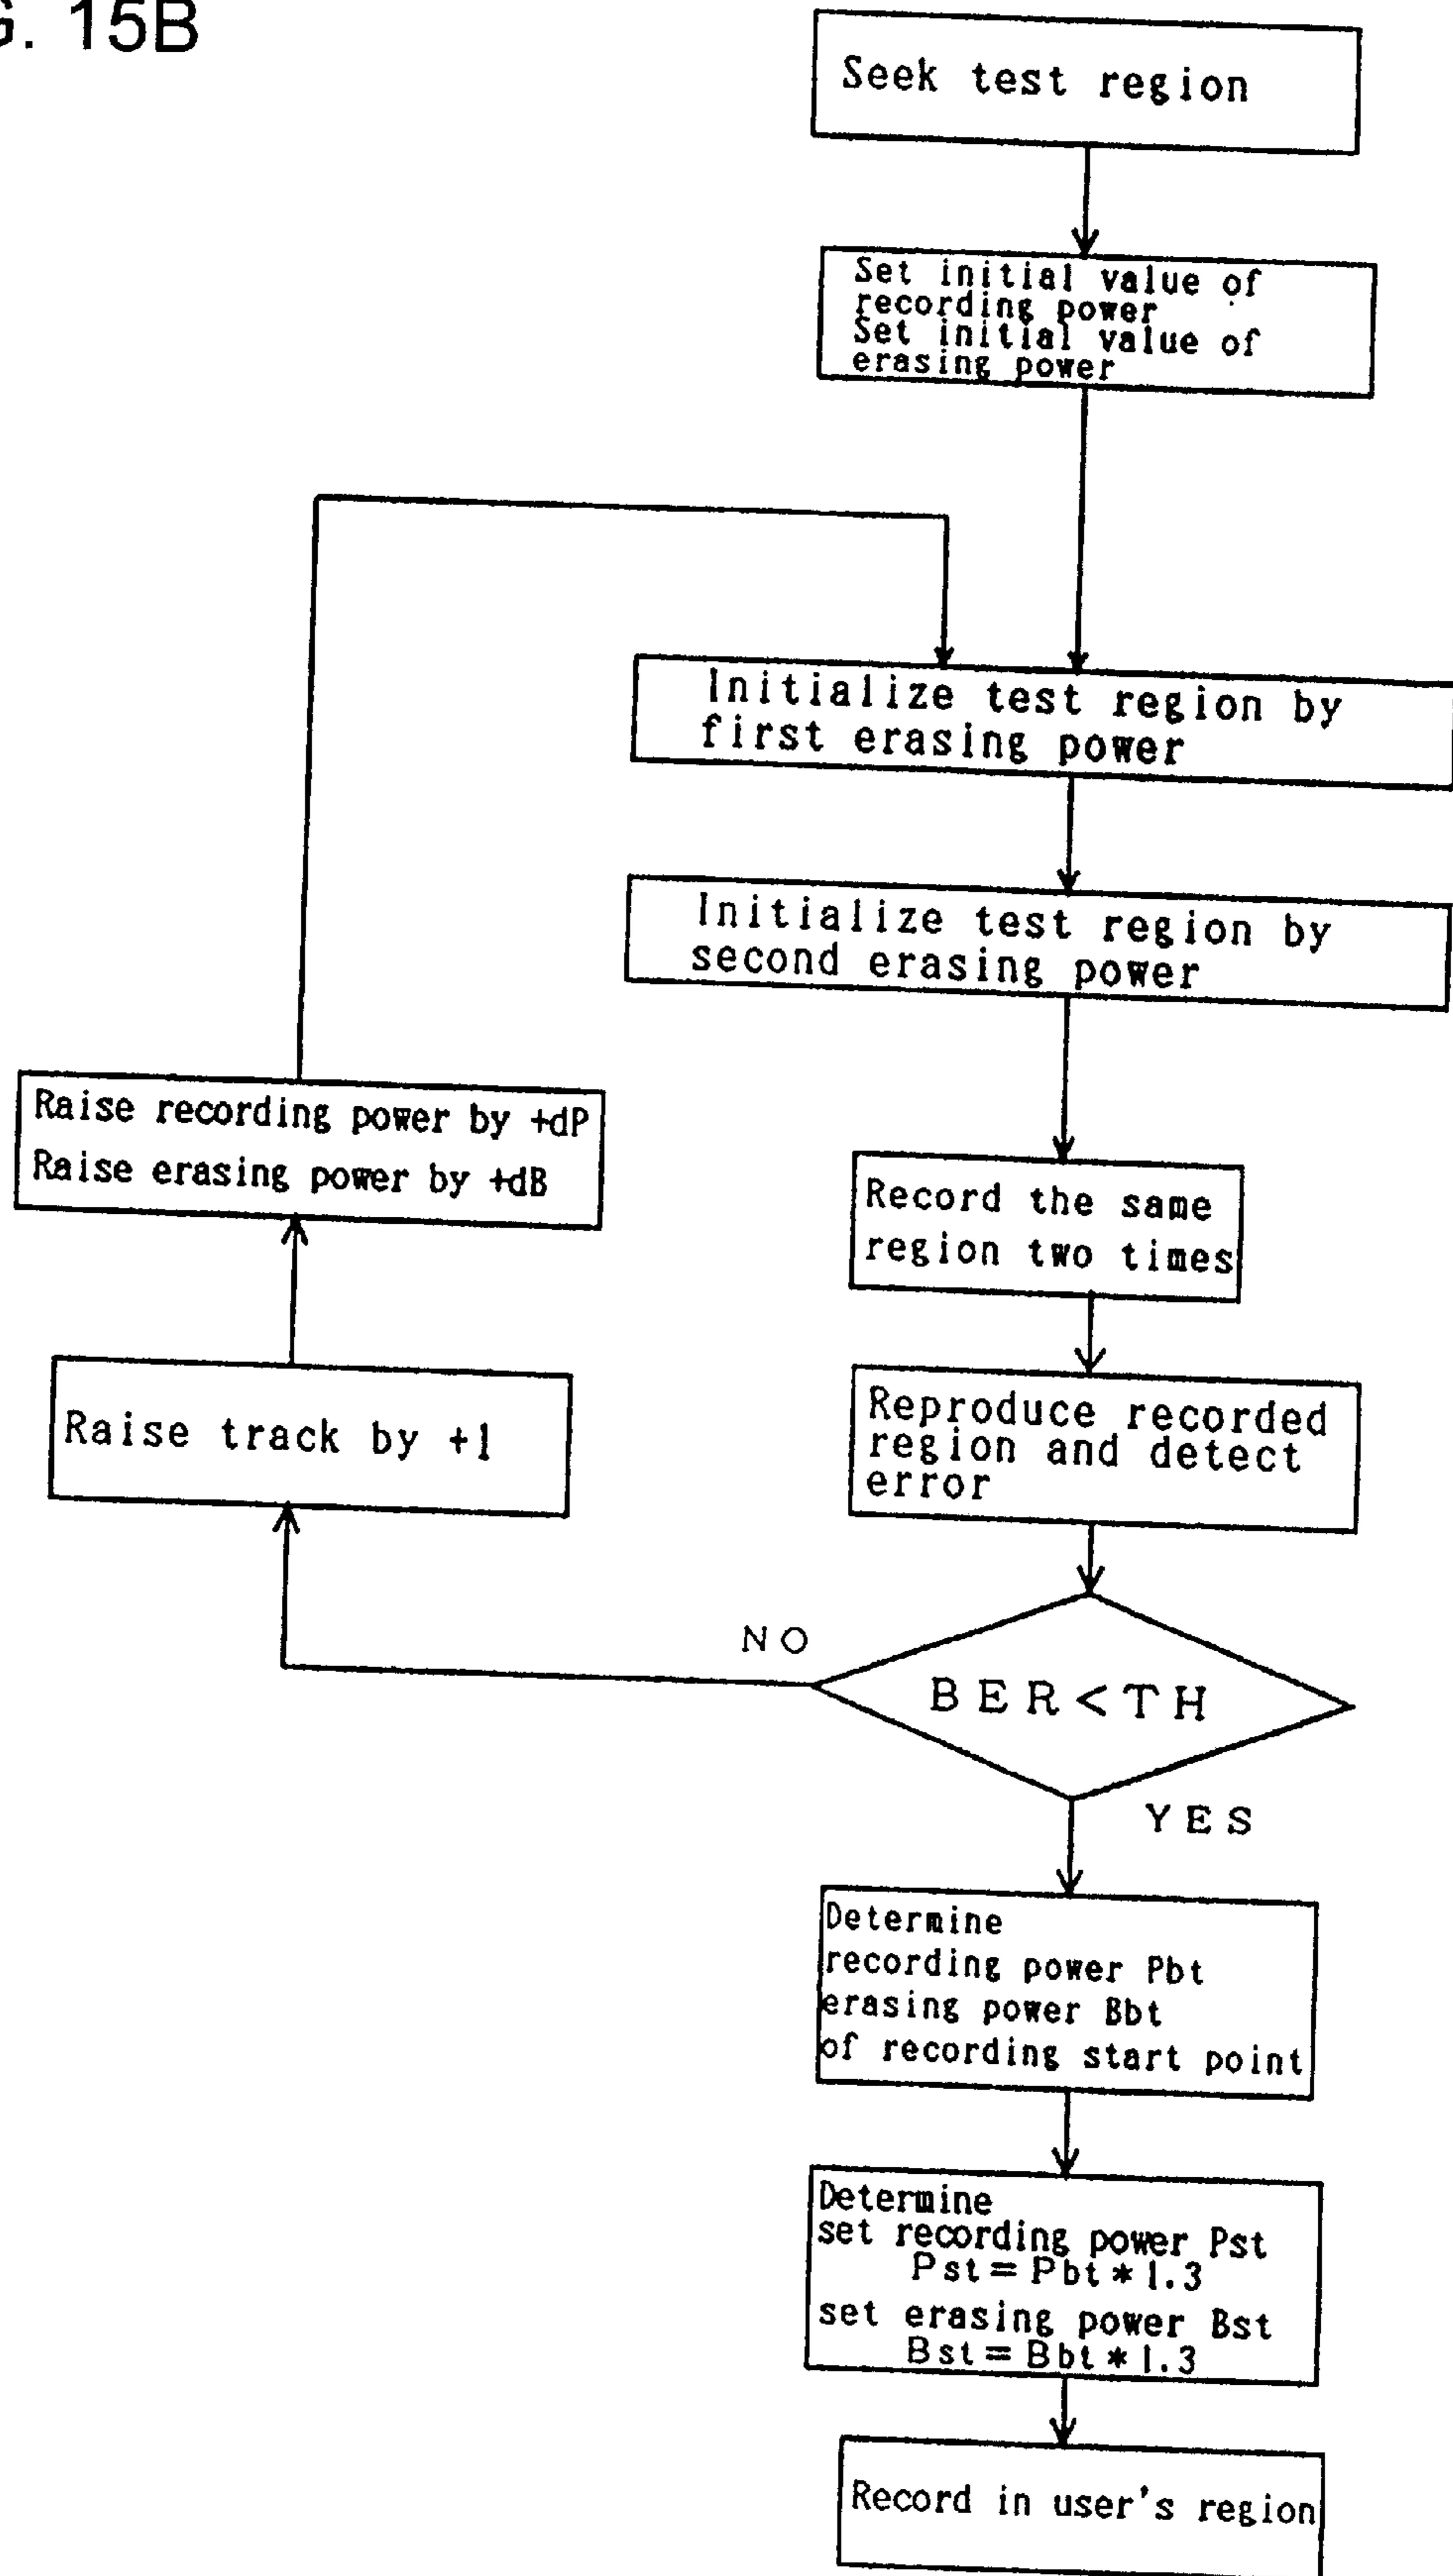 G. 15B
Seek test region
Set initial value of
recording power
Set initial value of
erasing power
Initialize test region by
first erasing power
Initialize test region by
second erasing power
Raise recording power by +dP
Raise erasing power by +dB
Record the same
region two times
Raise track by +1
Reproduce recorded
region and detect
error
NO
BER<TH
YES
Determine
recording power Pbt
erasing power Bbt
of recording start point
Determine
set recording power Pst
Pst=Pbt*1.3
set erasing power Bst
Bst=Bbt*1.3
Record in user's region